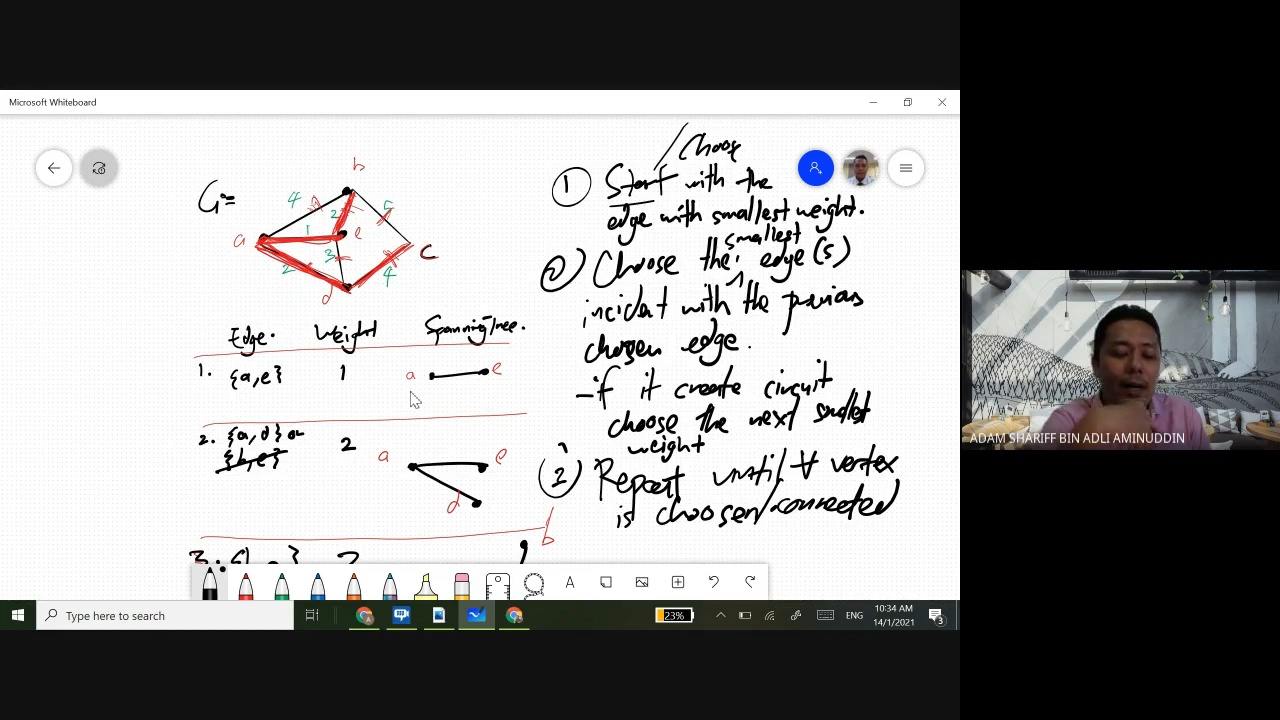 Microsoft Whiteboard
G=
b
4
2
5
1
a
e
3
c
2
4
d
Edge. Weight Spanning Tree.
1. {a,e} 1 a e
2. {a,d} or 2 a e
{b,e}
d
b
Choose
1 Start with the
edge with smallest weight.
smallest
2) Choose the edge(s)
incident with the previous
chosen edge.
-if it create circuit
choose the next smallest
weight
Repeat until ∀ vertex
is choosen/connected
ADAM SHARIFF BIN ADLI AMINUDDIN
A
Type here to search
23%
ENG
10:34 AM
14/1/2021
3